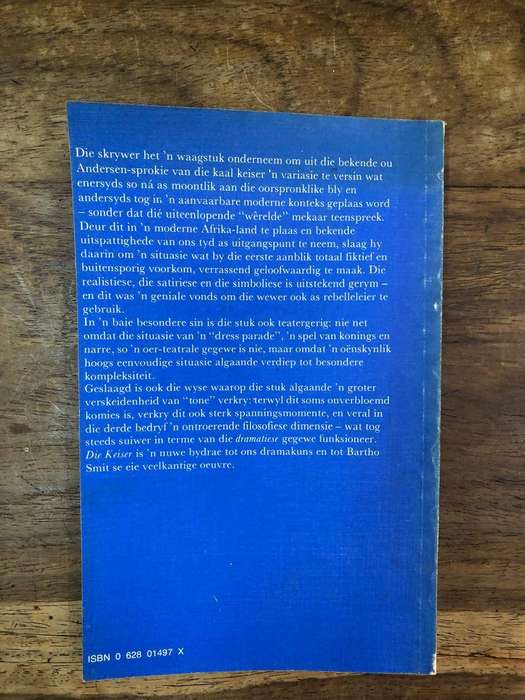 Die skrywer het 'n waagstuk onderneem om uit die bekende ou
Andersen-sprokie van die kaal keiser 'n variasie te versin wat
enersyds so ná as moontlik aan die oorspronklike bly en
andersyds tog in 'n aanvaarbare moderne konteks geplaas word
– sonder dat dié uiteenlopende “wêrelde” mekaar teenspreek.
Deur dit in 'n moderne Afrika-land te plaas en bekende
uitspattighede van ons tyd as uitgangspunt te neem, slaag hy
daarin om 'n situasie wat by die eerste aanblik totaal fiktief en
buitensporig voorkom, verrassend geloofwaardig te maak. Die
realistiese, die satiriese en die simboliese is uitstekend gerym –
en dit was 'n geniale vonds om die wewer ook as rebelleleier te
gebruik.
In 'n baie besondere sin is die stuk ook teatergerig: nie net
omdat die situasie van 'n “dress parade”, 'n spel van konings en
narre, so 'n oer-teatrale gegewe is nie, maar omdat 'n oënskynlik
hoogs eenvoudige situasie algaande verdiep tot besondere
kompleksiteit.
Geslaagd is ook die wyse waarop die stuk algaande 'n groter
verskeidenheid van “tone” verkry: terwyl dit soms onverbloemd
komies is, verkry dit ook sterk spanningsmomente, en veral in
die derde bedryf 'n ontroerende filosofiese dimensie – wat tog
steeds suiwer in terme van die dramatiese gegewe funksioneer.
Die Keiser is 'n nuwe bydrae tot ons dramakuns en tot Bartho
Smit se eie veelkantige oeuvre.
ISBN 0 628 01497 X